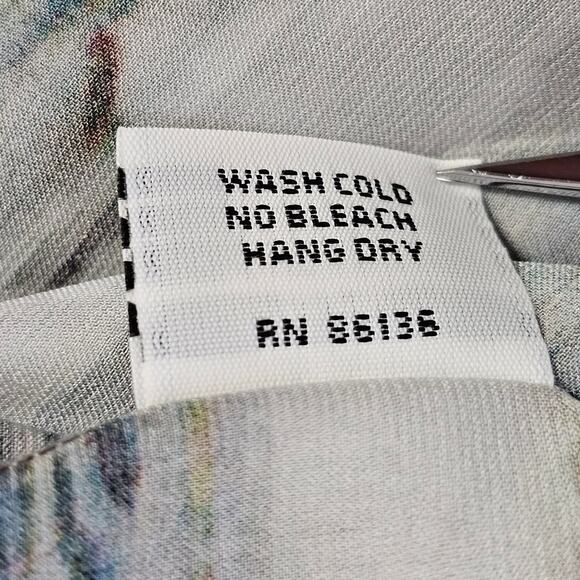 WASH COLD
NO BLEACH
HANG DRY
RN 86136